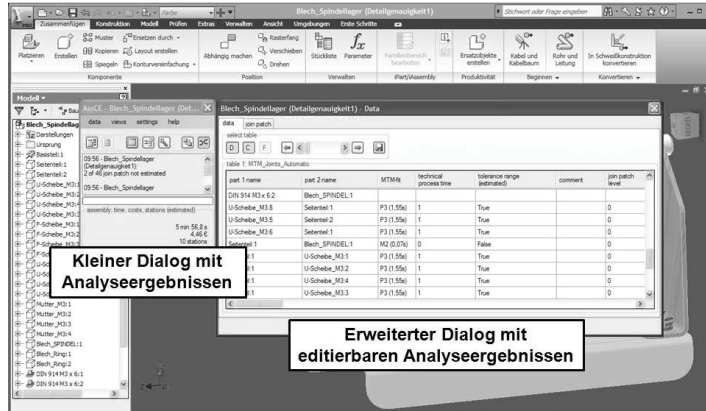 Blech_Spindellager (Detailgenauigkeit1)
Stichwort oder Frage eingeben
Zusammenfügen Konstruktion Modell Prüfen Extras Verwalten Ansicht Umgebungen Erste Schritte
Platzieren Erstellen
Muster Ersetzen durch
Kopieren Layout erstellen
Spiegeln Konturvereinfachung
Abhängig machen
Rasterfang
Verschieben
Drehen
Stückliste Parameter
Familienbereich bearbeiten
Ersatzobjekte erstellen
Kabel und Kabelbaum
Rohr und Leitung
In Schweißkonstruktion konvertieren
Komponente Position Verwalten iPart/iAssembly Produktivität Beginnen Konvertieren
Modell
Blech_Spindel
Darstellungen
Ursprung
Basisteil:1
Seitenteil:1
Seitenteil:2
U-Scheibe_M3:1
U-Scheibe_M3:2
Mutter_M3:1
Mutter_M3:2
Mutter_M3:3
Mutter_M3:4
Blech_SPINDEL:1
Blech_Ring:1
Blech_Ring:2
DIN 914 M3 x 6:1
DIN 914 M3 x 6:2
AssCE - Blech_Spindellager (Det...
data views settings help
09:56 - Blech_Spindellager
(Detailgenauigkeit1):
2 of 46 join patch not estimated
09:56 - Blech_Spindellager
assembly: time, costs, stations (estimated)
5 min 56,8 s
4,46 €
10 stations
Blech_Spindellager (Detailgenauigkeit1) - Data
data join patch
select table
D C F
table 1: MTM_Joints_Automatic
part 1 name part 2 name MTM-fit technical process time tolerance range (estimated) comment join patch level
DIN 914 M3 x 6:2 Blech_SPINDEL:1
U-Scheibe_M3:8 Seitenteil:1 P3 (1,55s) 1 True 0
U-Scheibe_M3:5 Seitenteil:2 P3 (1,55s) 1 True 0
U-Scheibe_M3:6 Seitenteil:1 P3 (1,55s) 1 True 0
Seitenteil:1 Blech_SPINDEL:1 M2 (0,07s) 0 False 0
U-Scheibe_M3:1 P3 (1,55s) 1 True 0
U-Scheibe_M3:2 P3 (1,55s) 1 True 0
U-Scheibe_M3:4 P3 (1,55s) 1 True 0
U-Scheibe_M3:3 P3 (1,55s) 1 True 0
Kleiner Dialog mit
Analyseergebnissen
Erweiterter Dialog mit
editierbaren Analyseergebnissen